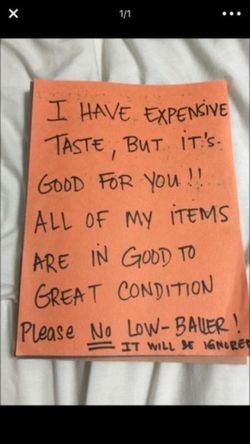 1/1
I HAVE EXPENSIVE
TASTE, BUT IT'S
GOOD FOR YOU!!
ALL OF MY ITEMS
ARE IN GOOD TO
GREAT CONDITION
Please No LOW-BALLER!
IT WILL BE IGNORED